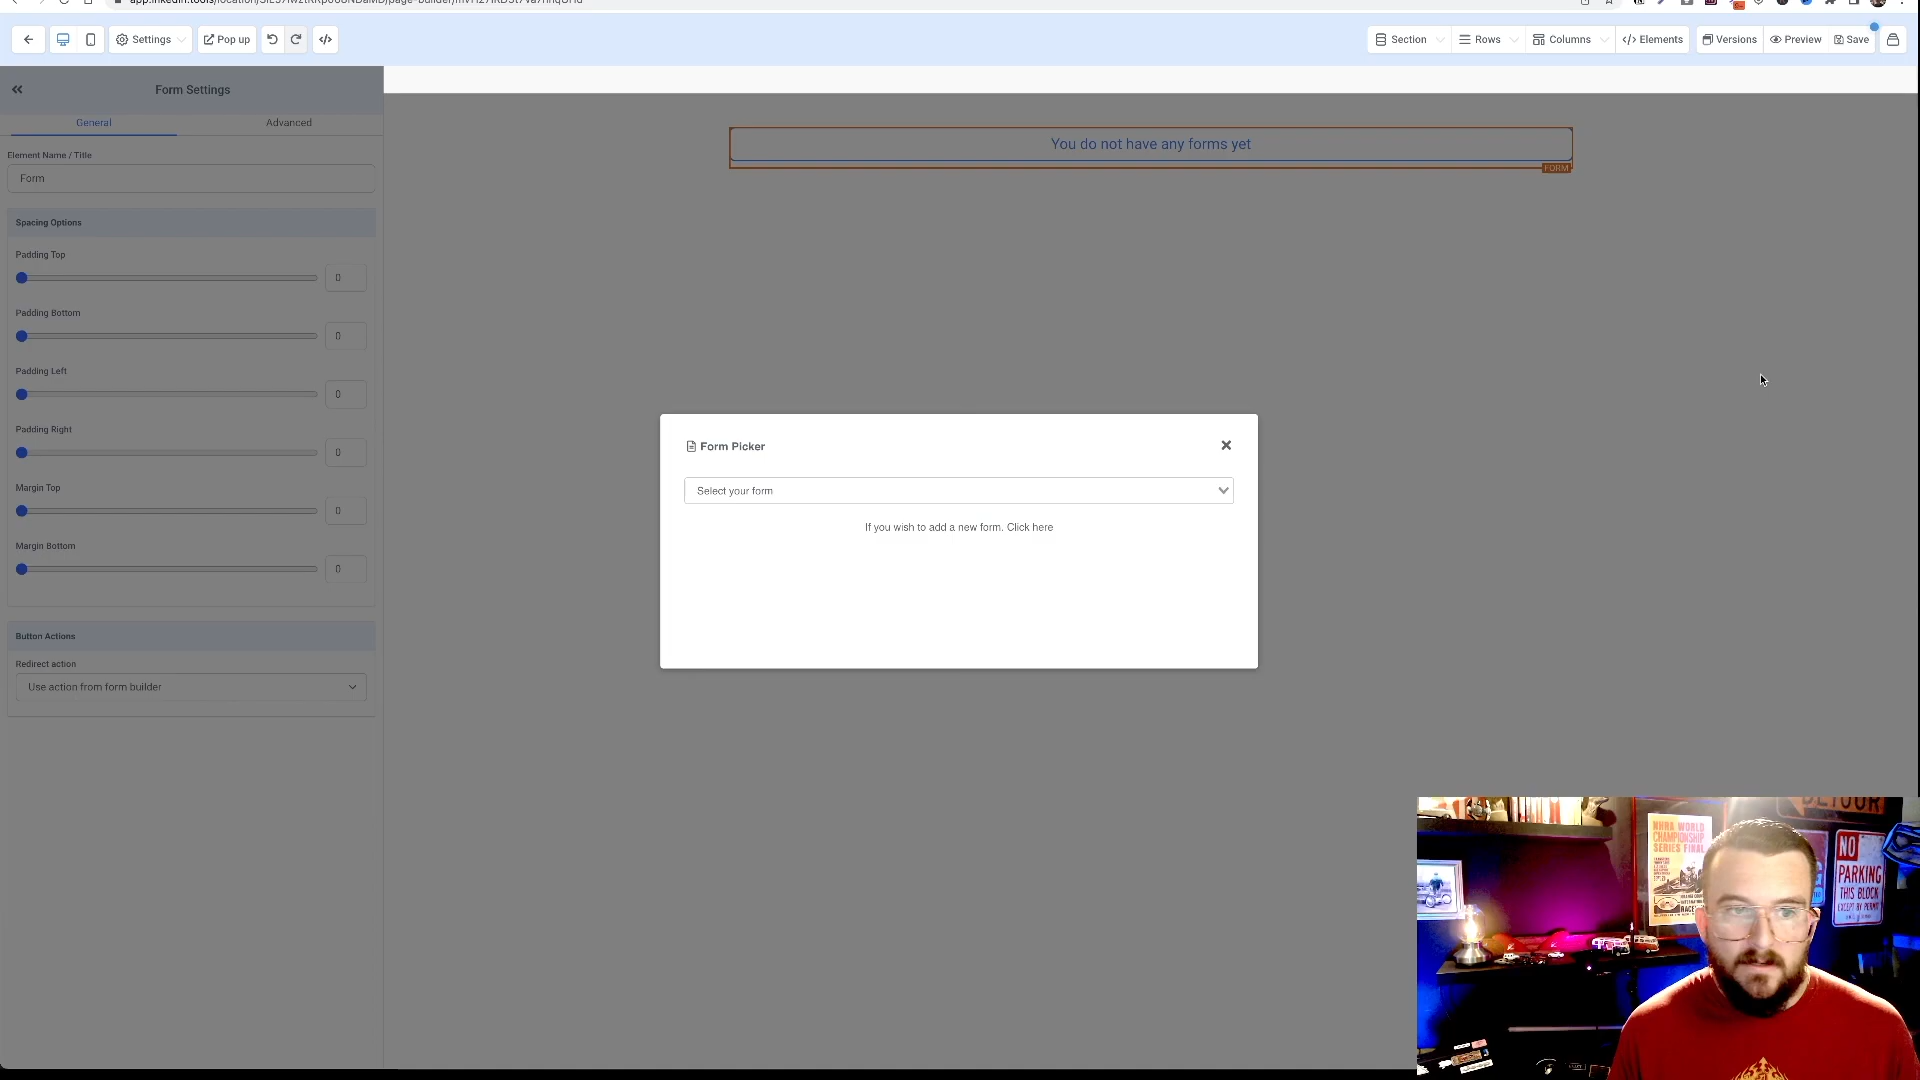 Settings
Pop up
Section
Rows
Columns
Elements
Versions
Preview
Save
Form Settings
General
Advanced
Element Name / Title
Form
Spacing Options
Padding Top
0
Padding Bottom
0
Padding Left
0
Padding Right
0
Margin Top
0
Margin Bottom
0
Button Actions
Redirect action
Use action from form builder
You do not have any forms yet
FORM
Form Picker
Select your form
If you wish to add a new form. Click here
DETOUR
NHRA WORLD
CHAMPIONSHIP
SERIES FINAL
NO
PARKING
THIS BLOCK
EXCEPT BY PERMIT